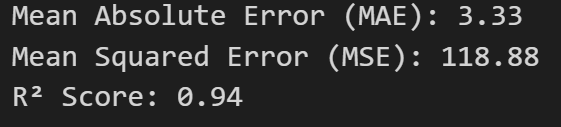 Mean Absolute Error (MAE): 3.33
Mean Squared Error (MSE): 118.88
R² Score: 0.94